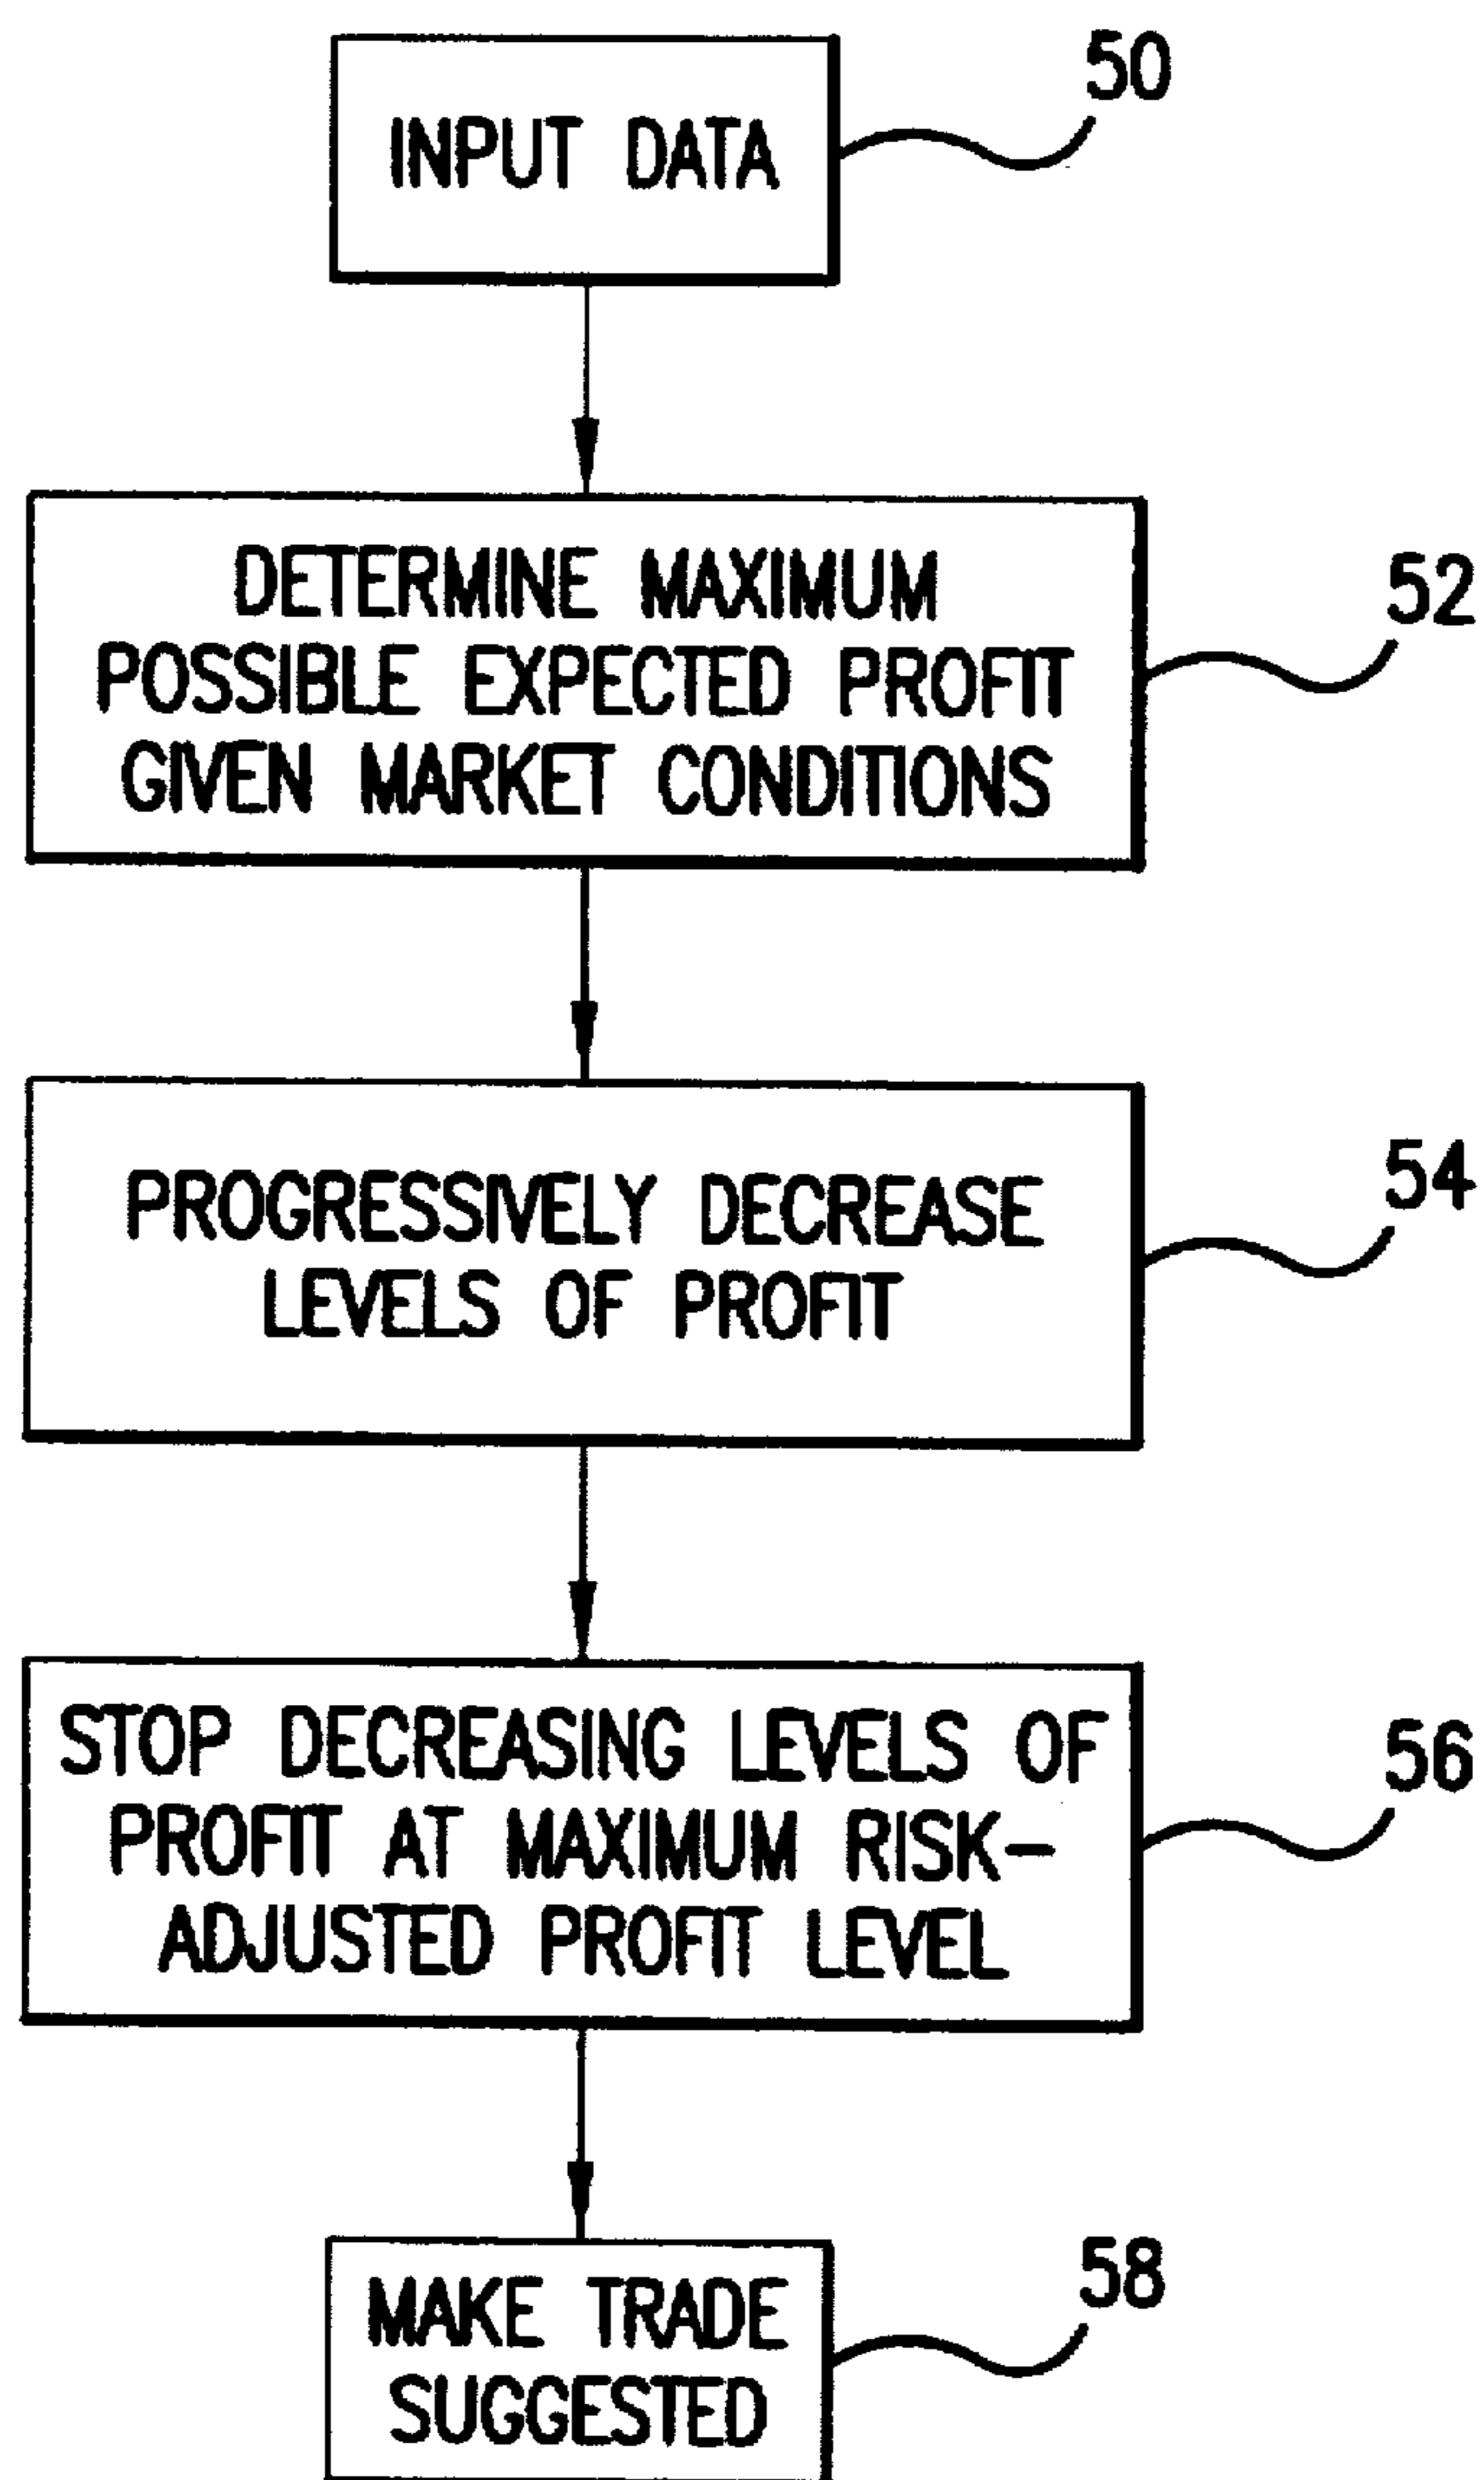 50
INPUT DATA
DETERMINE MAXIMUM
POSSIBLE EXPECTED PROFIT
GIVEN MARKET CONDITIONS
52
PROGRESSIVELY DECREASE
LEVELS OF PROFIT
54
STOP DECREASING LEVELS OF
PROFIT AT MAXIMUM RISK-
ADJUSTED PROFIT LEVEL
56
MAKE TRADE
SUGGESTED
58